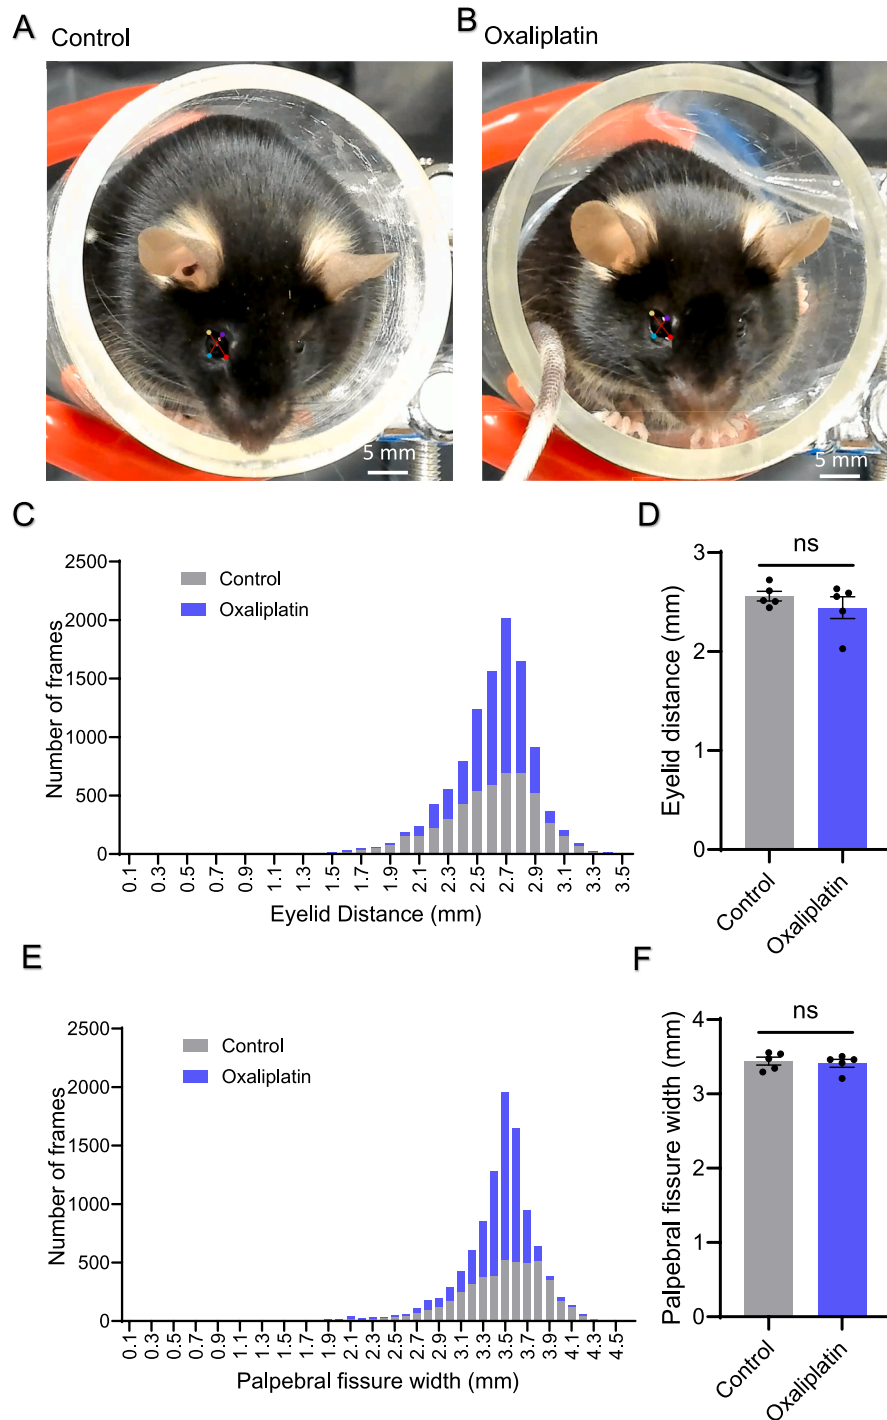 A Control
B Oxaliplatin
5 mm
5 mm
C
Number of frames
2500
2000
1500
1000
500
0
Control
Oxaliplatin
0.1 0.3 0.5 0.7 0.9 1.1 1.3 1.5 1.7 1.9 2.1 2.3 2.5 2.7 2.9 3.1 3.3 3.5
Eyelid Distance (mm)
D
Eyelid distance (mm)
3
2
1
0
ns
Control
Oxaliplatin
E
Number of frames
2500
2000
1500
1000
500
0
Control
Oxaliplatin
0.1 0.3 0.5 0.7 0.9 1.1 1.3 1.5 1.7 1.9 2.1 2.3 2.5 2.7 2.9 3.1 3.3 3.5 3.7 3.9 4.1 4.3 4.5
Palpebral fissure width (mm)
F
Palpebral fissure width (mm)
4
3
2
1
0
ns
Control
Oxaliplatin